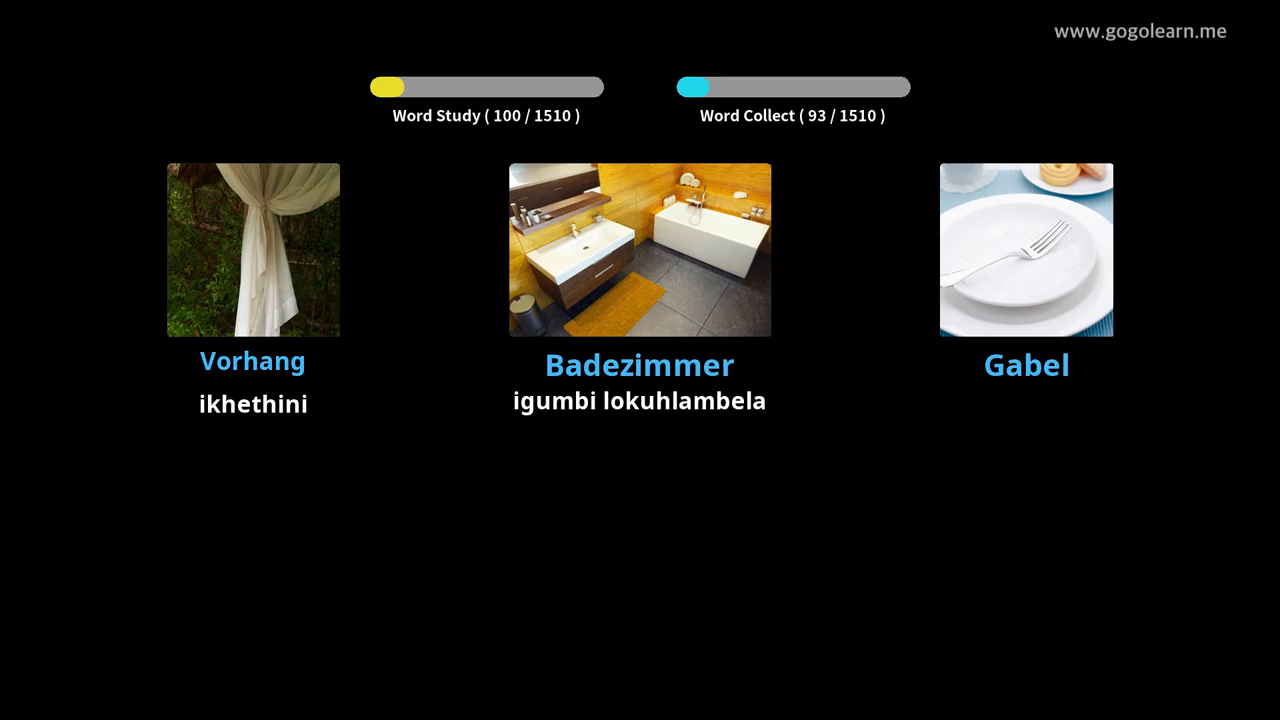 www.gogolearn.me
Word Study ( 100 / 1510 )
Word Collect ( 93 / 1510 )
Vorhang
ikhethini
Badezimmer
igumbi lokuhlambela
Gabel